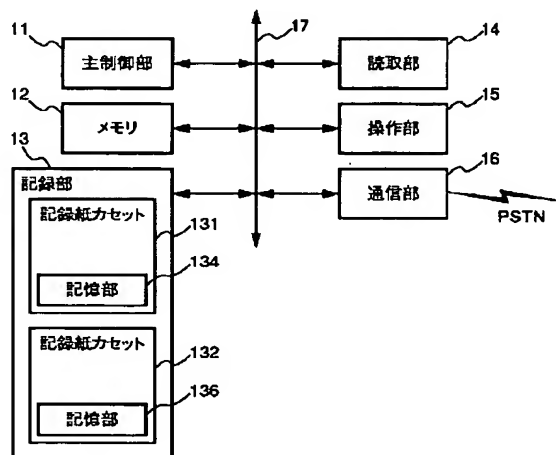 11
主制御部
17
14
読取部
12
メモリ
15
操作部
13
記録部
16
通信部
PSTN
記録紙カセット
131
記憶部
134
記録紙カセット
132
記憶部
136